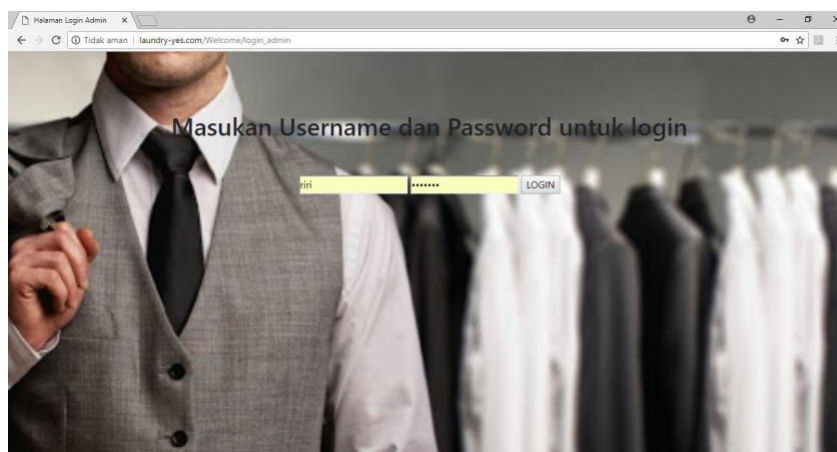 Halaman Login Admin
Tidak aman | laundry-yes.com/Welcome/login_admin
Masukan Username dan Password untuk login
riri ••••••• LOGIN